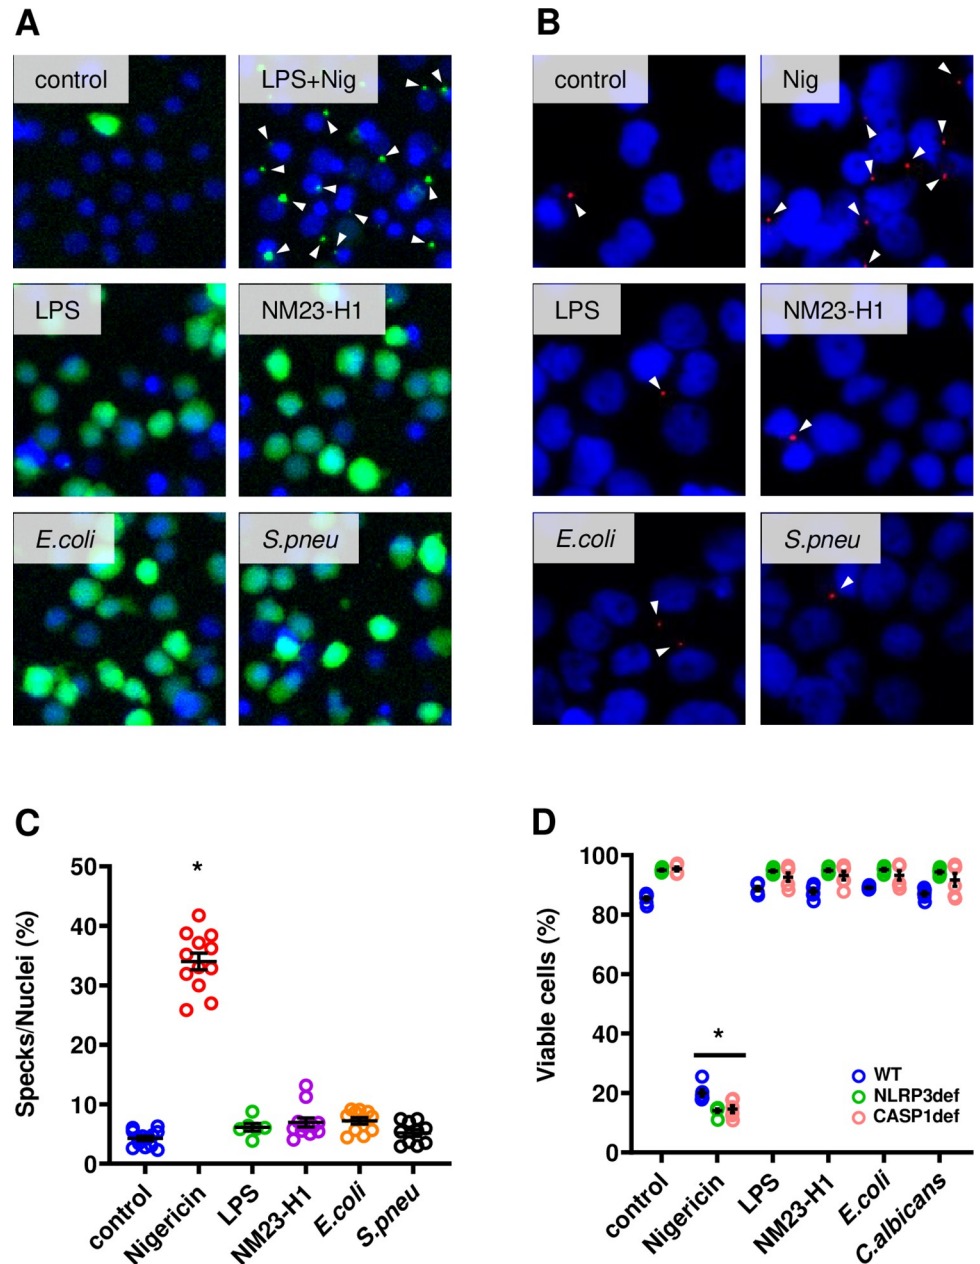 A
B
control
LPS+Nig
control
Nig
LPS
NM23-H1
LPS
NM23-H1
E.coli
S.pneu
E.coli
S.pneu
C
D
50
40
30
20
10
0
Specks/Nuclei (%)
*
control
Nigericin
LPS
NM23-H1
E.coli
S.pneu
100
80
60
40
20
0
Viable cells (%)
*
WT
NLRP3def
CASP1def
control
Nigericin
LPS
NM23-H1
E.coli
C.albicans